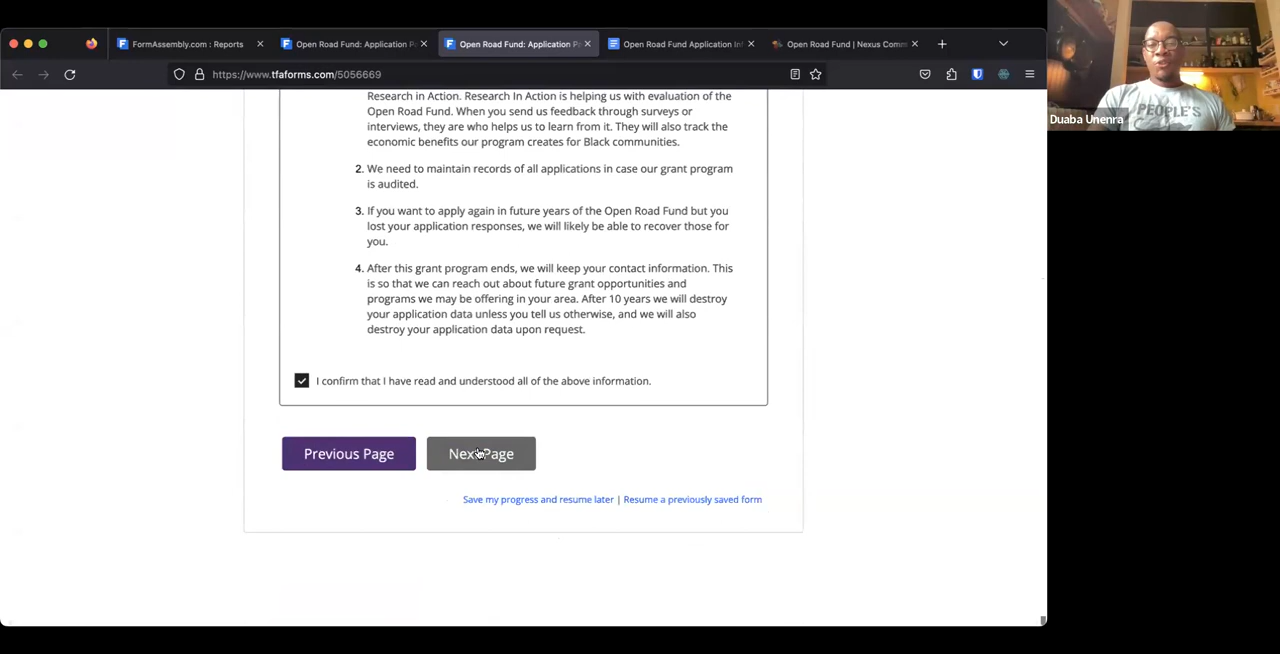 FormAssembly.com : Reports
Open Road Fund: Application P
Open Road Fund: Application P
Open Road Fund Application In
Open Road Fund | Nexus Comm
https://www.tfaforms.com/5056669
Duaba Unenra
PEOPLE'S
Research in Action. Research In Action is helping us with evaluation of the
Open Road Fund. When you send us feedback through surveys or
interviews, they are who helps us to learn from it. They will also track the
economic benefits our program creates for Black communities.
2. We need to maintain records of all applications in case our grant program
is audited.
3. If you want to apply again in future years of the Open Road Fund but you
lost your application responses, we will likely be able to recover those for
you.
4. After this grant program ends, we will keep your contact information. This
is so that we can reach out about future grant opportunities and
programs we may be offering in your area. After 10 years we will destroy
your application data unless you tell us otherwise, and we will also
destroy your application data upon request.
I confirm that I have read and understood all of the above information.
Previous Page
Next Page
Save my progress and resume later | Resume a previously saved form